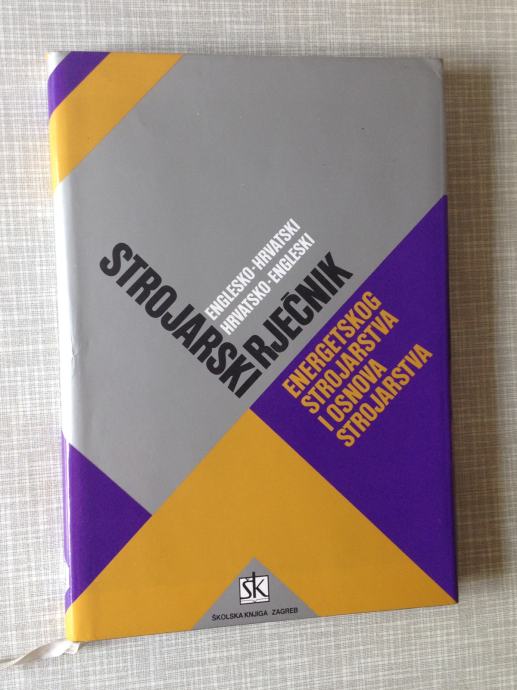 ENGLESKO-HRVATSKI
HRVATSKO-ENGLESKI
STROJARSKI
RJEČNIK
ENERGETSKOG
STROJARSTVA
I OSNOVA
STROJARSTVA
ŠK
ŠKOLSKA KNJIGA ZAGREB